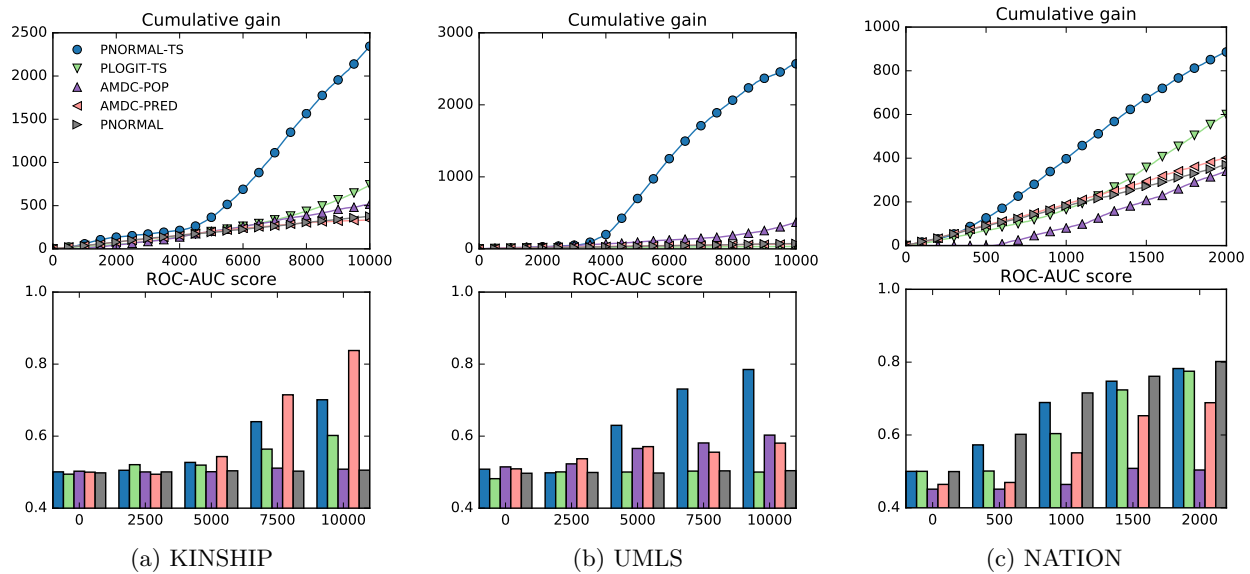 Cumulative gain
2500
2000
1500
1000
500
0
0 2000 4000 6000 8000 10000
PNORMAL-TS
PLOGIT-TS
AMDC-POP
AMDC-PRED
PNORMAL
ROC-AUC score
1.0
0.8
0.6
0.4
0 2500 5000 7500 10000
(a) KINSHIP
Cumulative gain
3000
2000
1000
0
0 2000 4000 6000 8000 10000
ROC-AUC score
1.0
0.8
0.6
0.4
0 2500 5000 7500 10000
(b) UMLS
Cumulative gain
1000
800
600
400
200
0
0 500 1000 1500 2000
ROC-AUC score
1.0
0.8
0.6
0.4
0 500 1000 1500 2000
(c) NATION